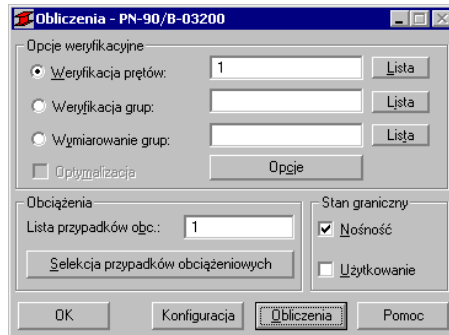 Obliczenia - PN-90/B-03200
Opcje weryfikacyjne
Weryfikacja prętów: 1 Lista
Weryfikacja grup: Lista
Wymiarowanie grup: Lista
Optymalizacja Opcje
Obciążenia
Lista przypadków obc.: 1
Selekcja przypadków obciążeniowych
Stan graniczny
Nośność
Użytkowanie
OK Konfiguracja Obliczenia Pomoc